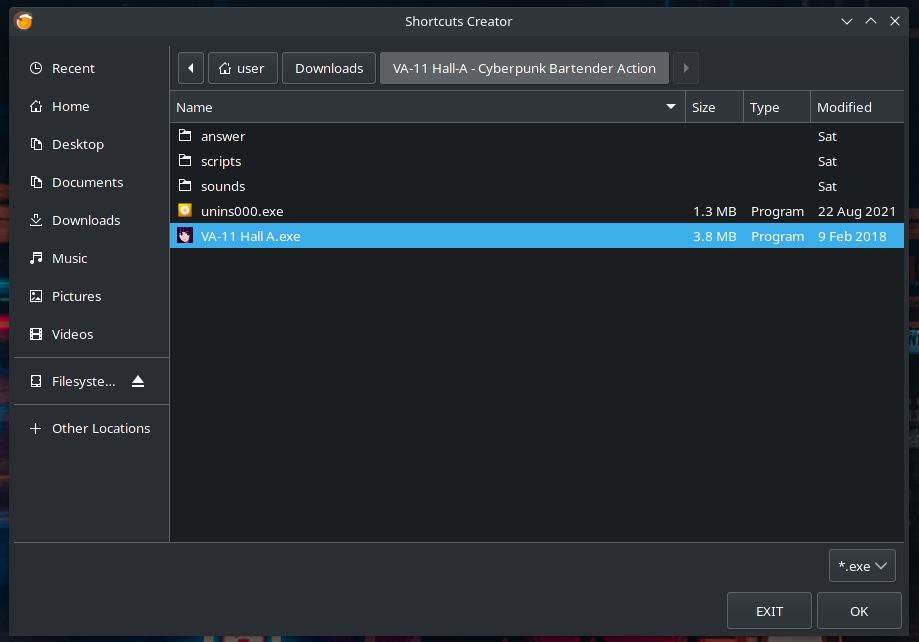 Shortcuts Creator
Recent
Home
Desktop
Documents
Downloads
Music
Pictures
Videos
Filesyste...
Other Locations
user Downloads VA-11 Hall-A - Cyberpunk Bartender Action
Name Size Type Modified
answer Sat
scripts Sat
sounds Sat
unins000.exe 1.3 MB Program 22 Aug 2021
VA-11 Hall A.exe 3.8 MB Program 9 Feb 2018
*.exe
EXIT OK